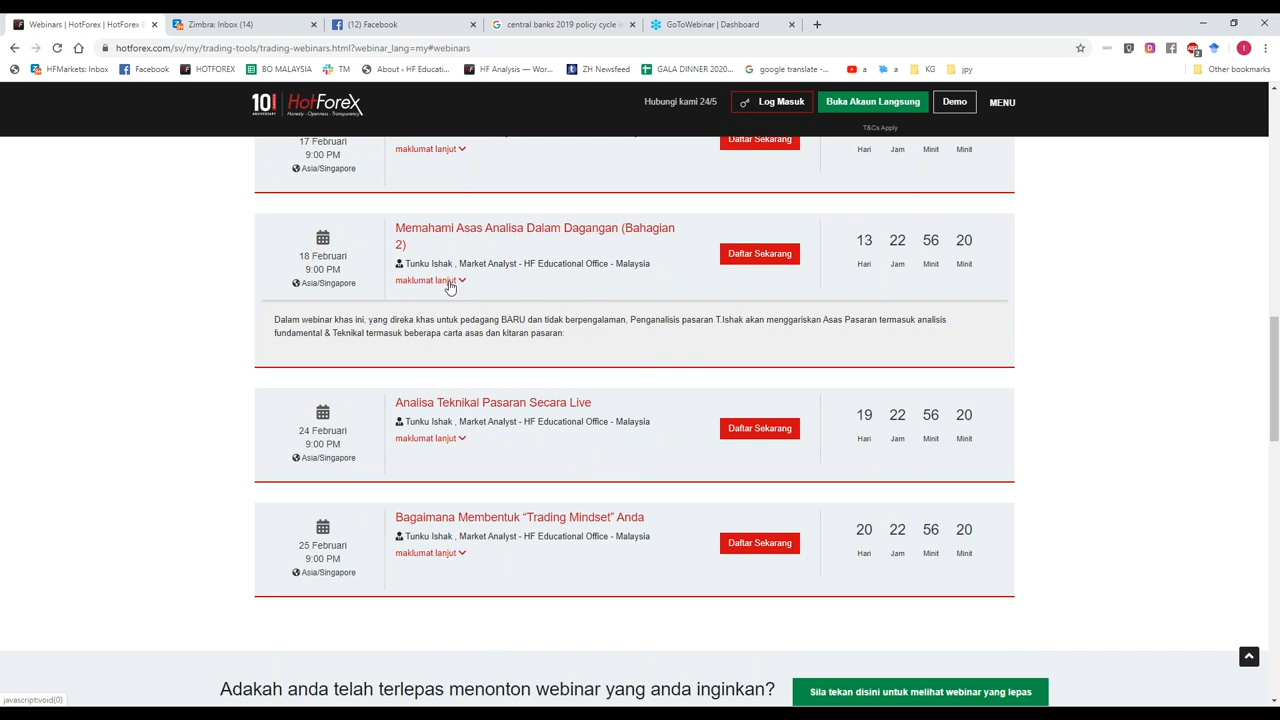 Webinars | HotForex | HotForex
Zimbra: Inbox (14)
(12) Facebook
central banks 2019 policy cycle in
GoToWebinar | Dashboard
hotforex.com/sv/my/trading-tools/trading-webinars.html?webinar_lang=my#webinars
HFMarkets: Inbox
Facebook
HOTFOREX
BO MALAYSIA
TM
About ‹ HF Educati...
HF Analysis — Wor...
ZH Newsfeed
GALA DINNER 2020...
google translate -...
a
a
KG
jpy
Other bookmarks
10 HotForex
Honesty - Openness - Transparency
Hubungi kami 24/5
Log Masuk
Buka Akaun Langsung
Demo
MENU
T&Cs Apply
17 Februari
9:00 PM
Asia/Singapore
maklumat lanjut
Daftar Sekarang
Hari Jam Minit Minit
18 Februari
9:00 PM
Asia/Singapore
Memahami Asas Analisa Dalam Dagangan (Bahagian
2)
Tunku Ishak , Market Analyst - HF Educational Office - Malaysia
maklumat lanjut
Daftar Sekarang
13 22 56 20
Hari Jam Minit Minit
Dalam webinar khas ini, yang direka khas untuk pedagang BARU dan tidak berpengalaman, Penganalisis pasaran T.Ishak akan menggariskan Asas Pasaran termasuk analisis
fundamental & Teknikal termasuk beberapa carta asas dan kitaran pasaran:
24 Februari
9:00 PM
Asia/Singapore
Analisa Teknikal Pasaran Secara Live
Tunku Ishak , Market Analyst - HF Educational Office - Malaysia
maklumat lanjut
Daftar Sekarang
19 22 56 20
Hari Jam Minit Minit
25 Februari
9:00 PM
Asia/Singapore
Bagaimana Membentuk “Trading Mindset” Anda
Tunku Ishak , Market Analyst - HF Educational Office - Malaysia
maklumat lanjut
Daftar Sekarang
20 22 56 20
Hari Jam Minit Minit
Adakah anda telah terlepas menonton webinar yang anda inginkan?
Sila tekan disini untuk melihat webinar yang lepas
javascript:void(0)